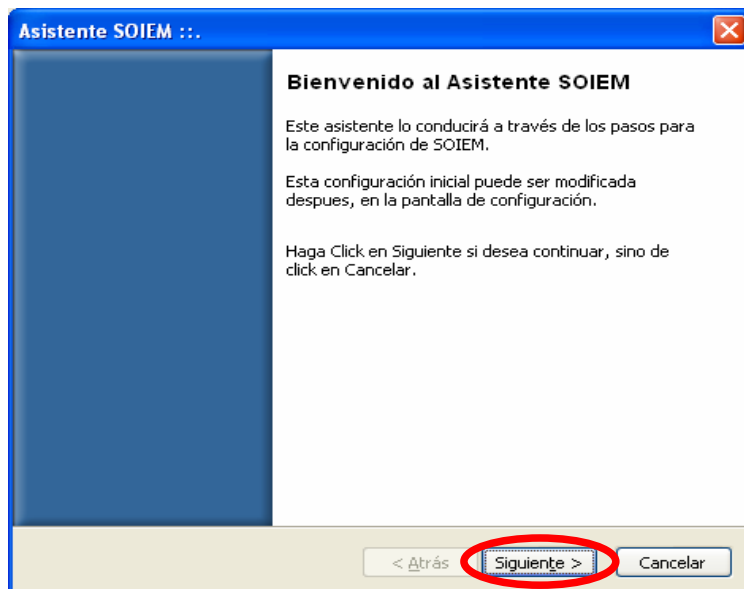 Asistente SOIEM ::.
Bienvenido al Asistente SOIEM
Este asistente lo conducirá a través de los pasos para
la configuración de SOIEM.
Esta configuración inicial puede ser modificada
despues, en la pantalla de configuración.
Haga Click en Siguiente si desea continuar, sino de
click en Cancelar.
< Atrás Siguiente > Cancelar